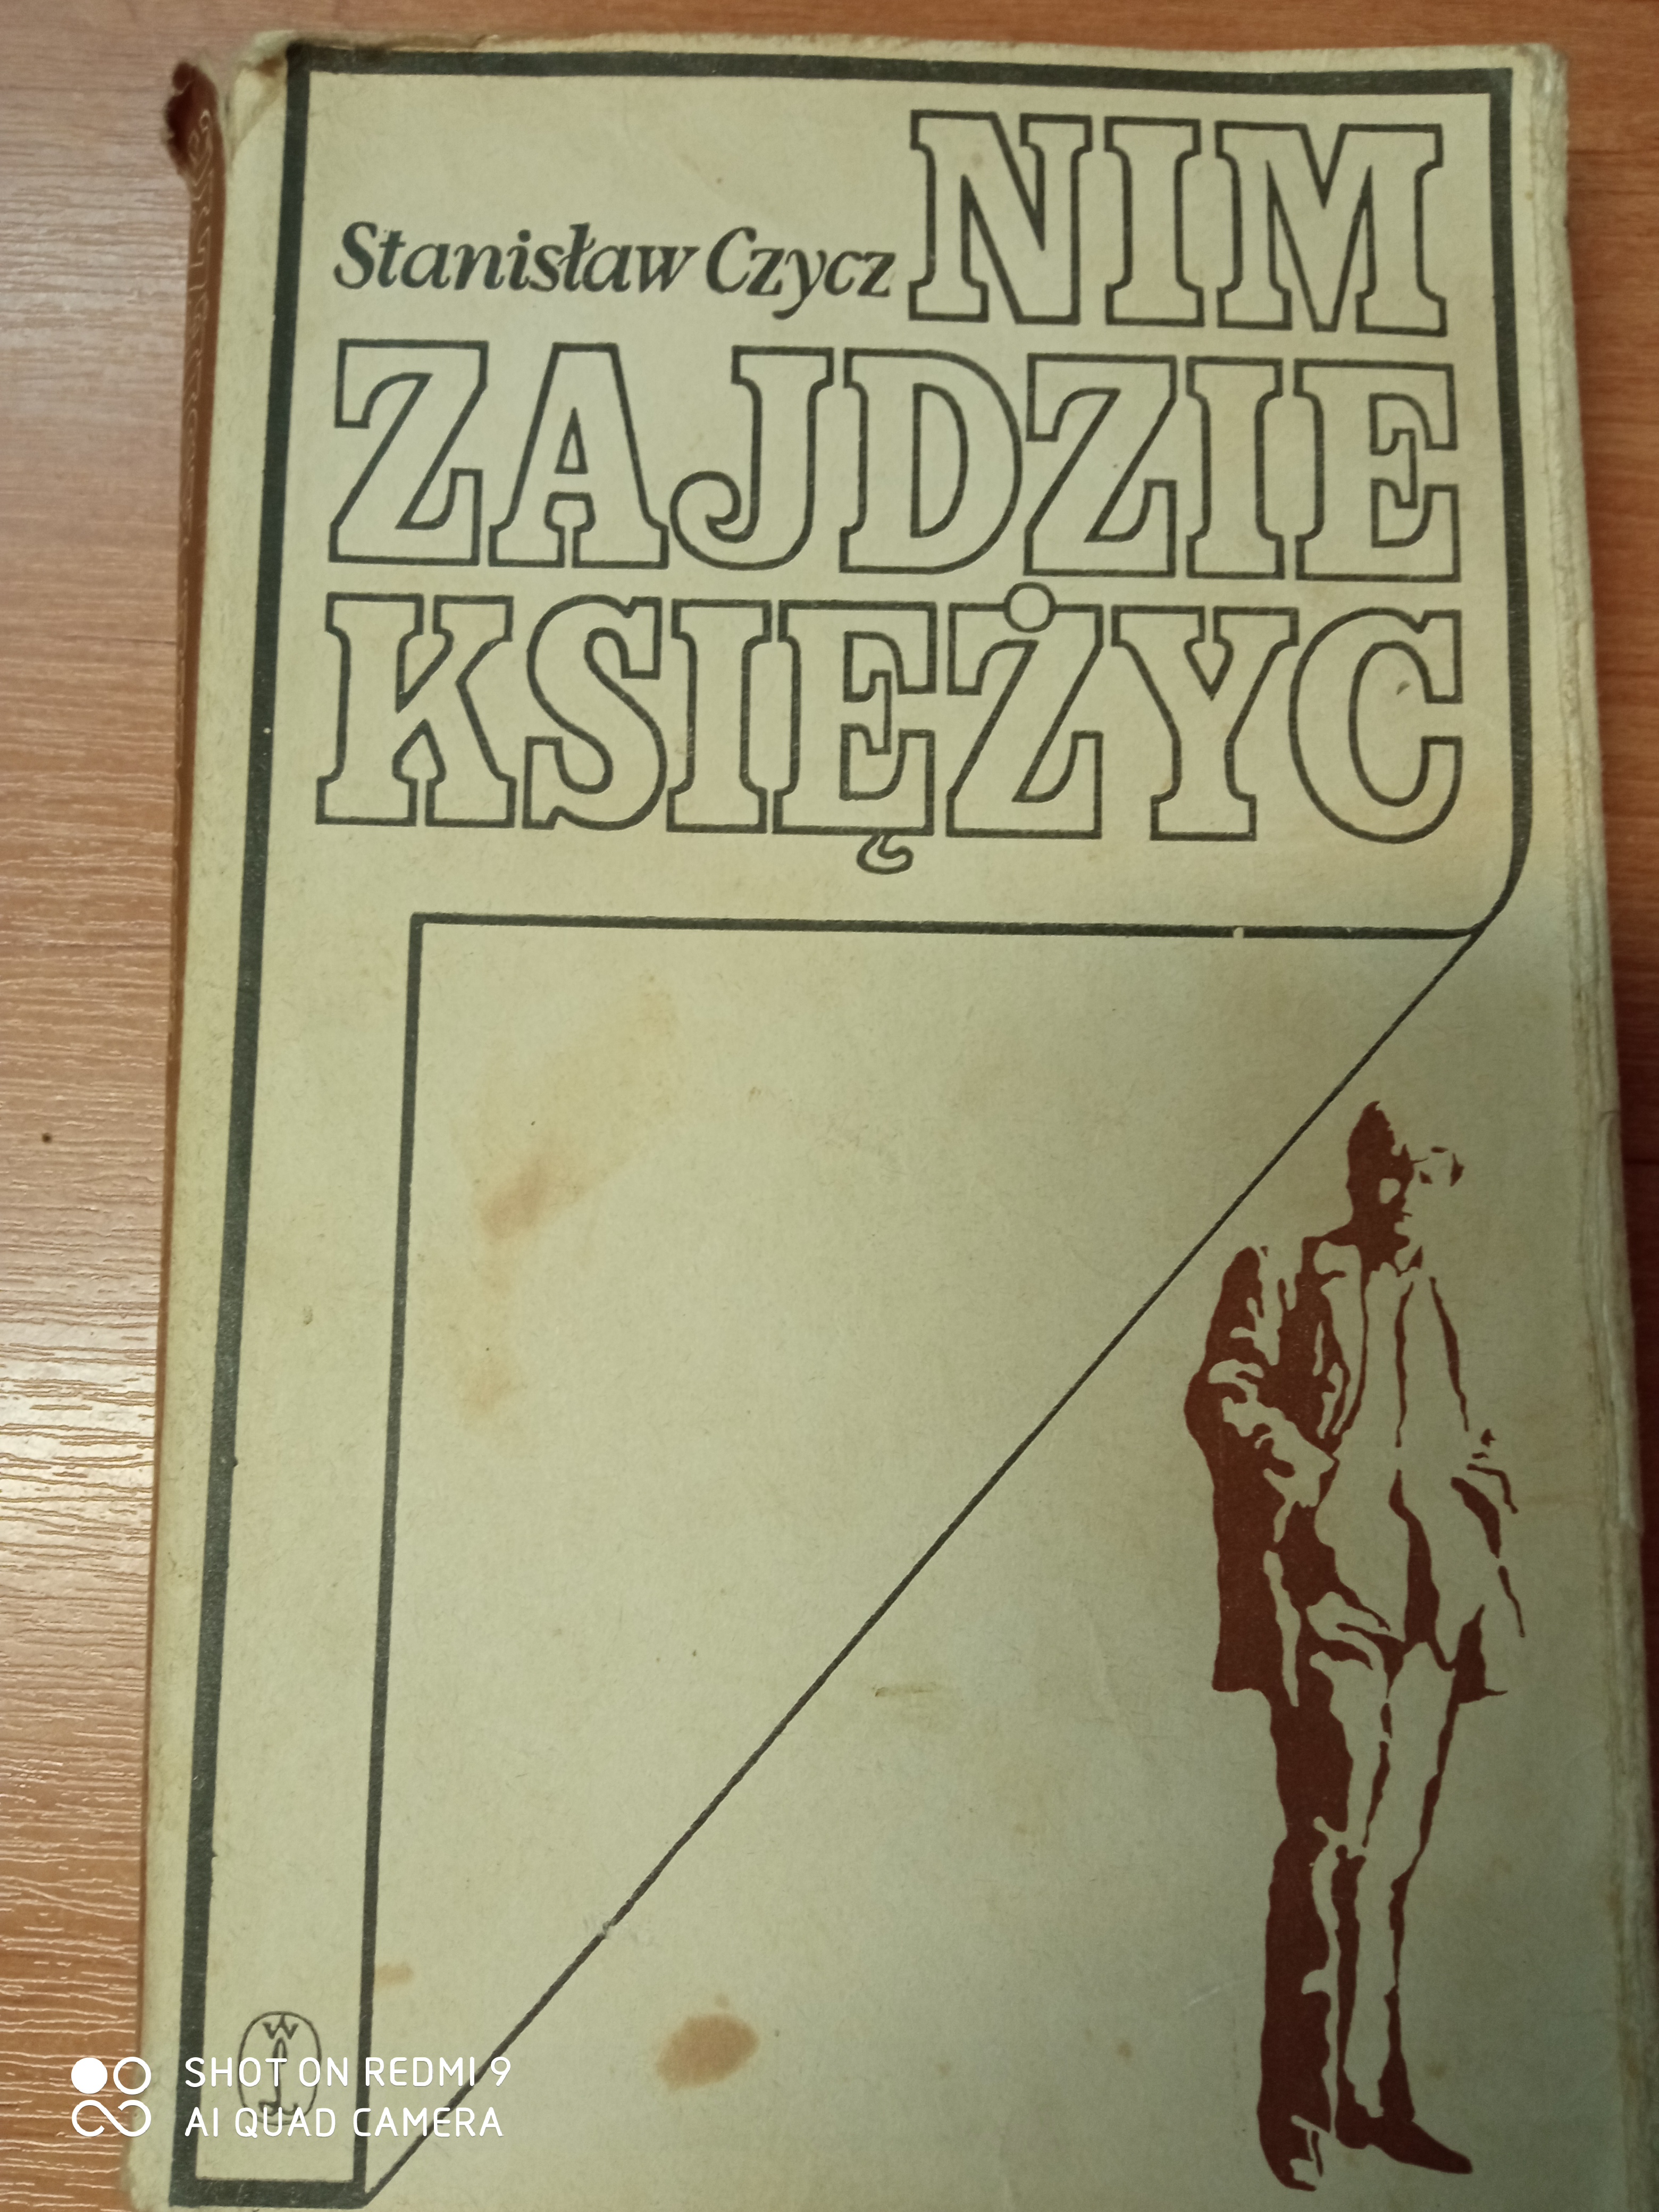 Stanisław Czycz NIM
ZAJDZIE
KSIĘŻYC
W
L
SHOT ON REDMI 9
AI QUAD CAMERA